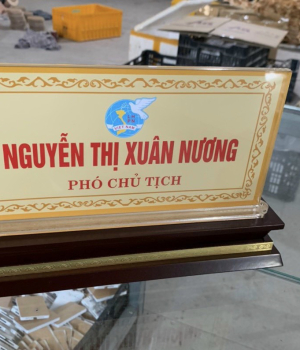 NGUYỄN THỊ XUÂN NƯƠNG
PHÓ CHỦ TỊCH